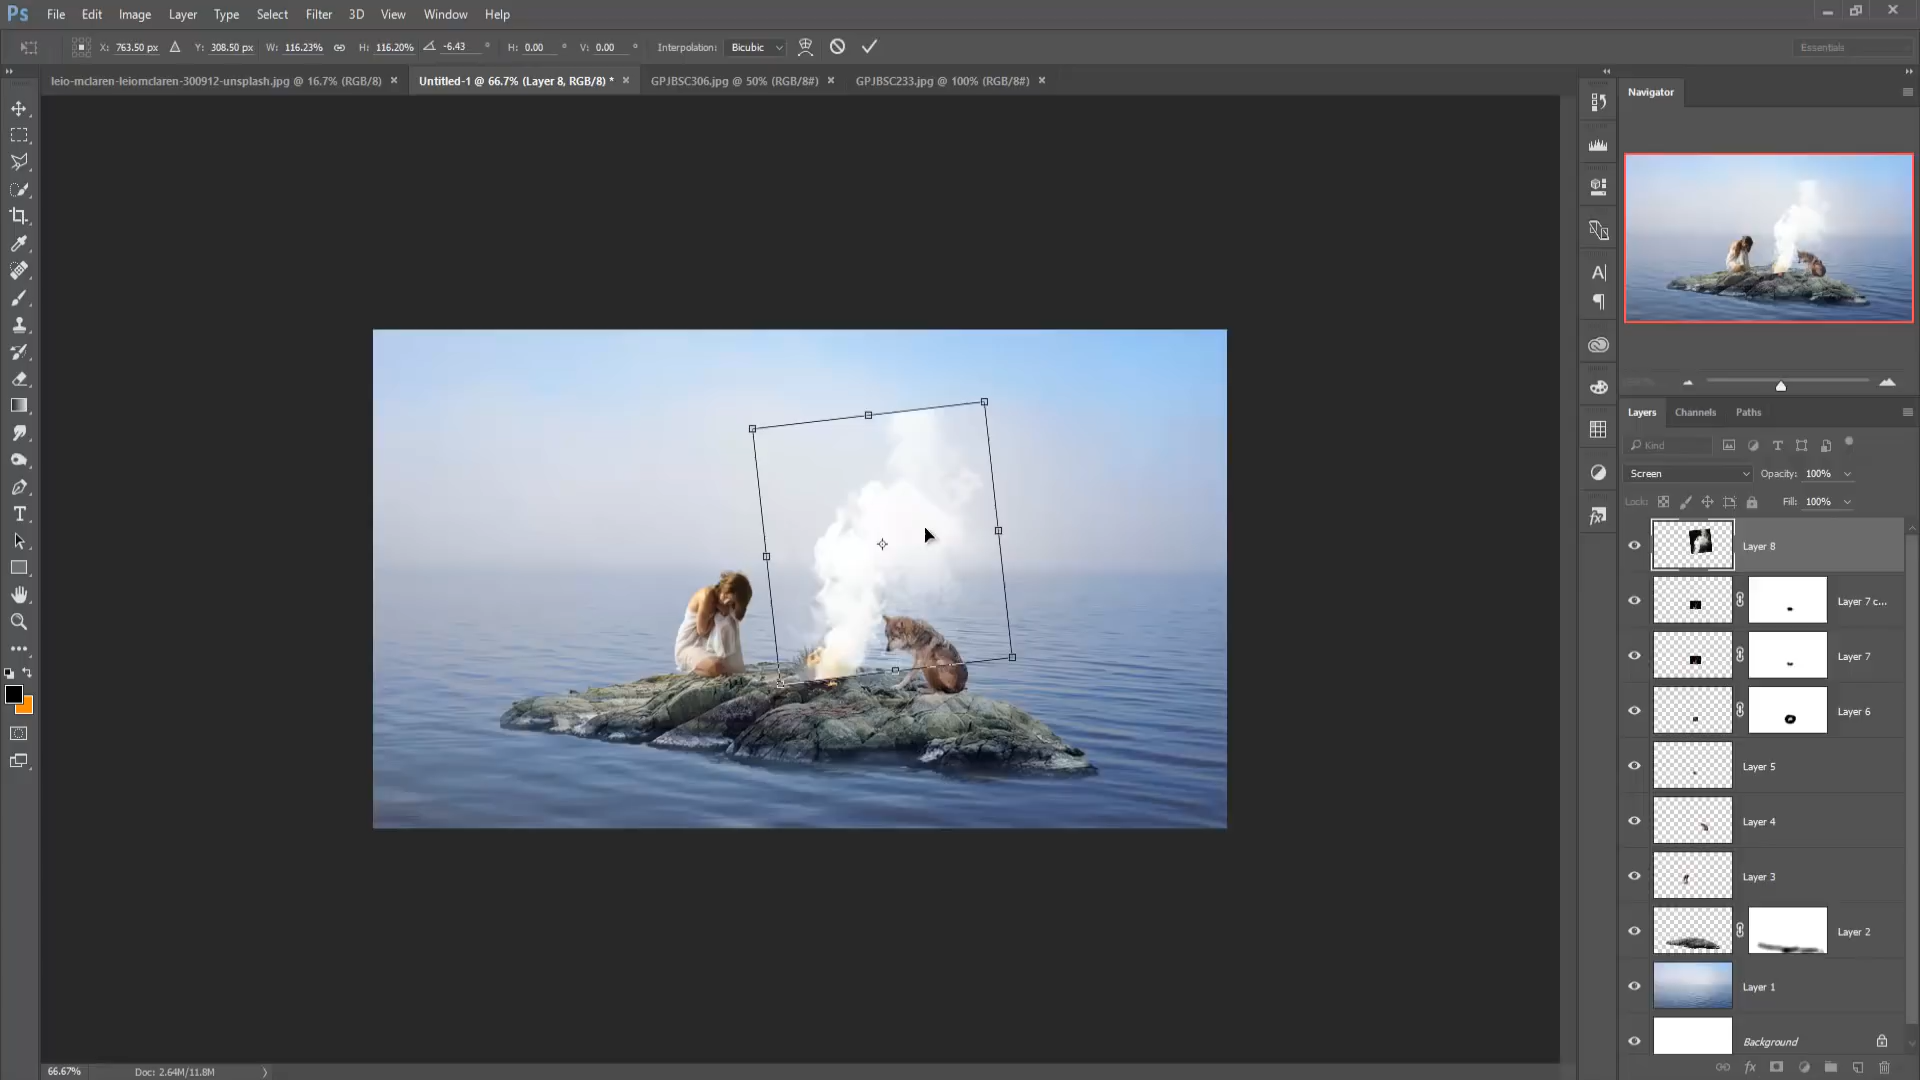 Ps File Edit Image Layer Type Select Filter 3D View Window Help
X: 763.50 px Y: 308.50 px W: 116.23% H: 116.20% -6.43 ° H: 0.00 ° V: 0.00 ° Interpolation: Bicubic Essentials
leio-mclaren-leiomclaren-300912-unsplash.jpg @ 16.7% (RGB/8) × Untitled-1 @ 66.7% (Layer 8, RGB/8) * × GPJBSC306.jpg @ 50% (RGB/8#) × GPJBSC233.jpg @ 100% (RGB/8#) ×
Navigator
Layers Channels Paths
Kind
Screen Opacity: 100%
Lock: Fill: 100%
Layer 8
Layer 7 c...
Layer 7
Layer 6
Layer 5
Layer 4
Layer 3
Layer 2
Layer 1
Background
66.67% Doc: 2.64M/11.8M